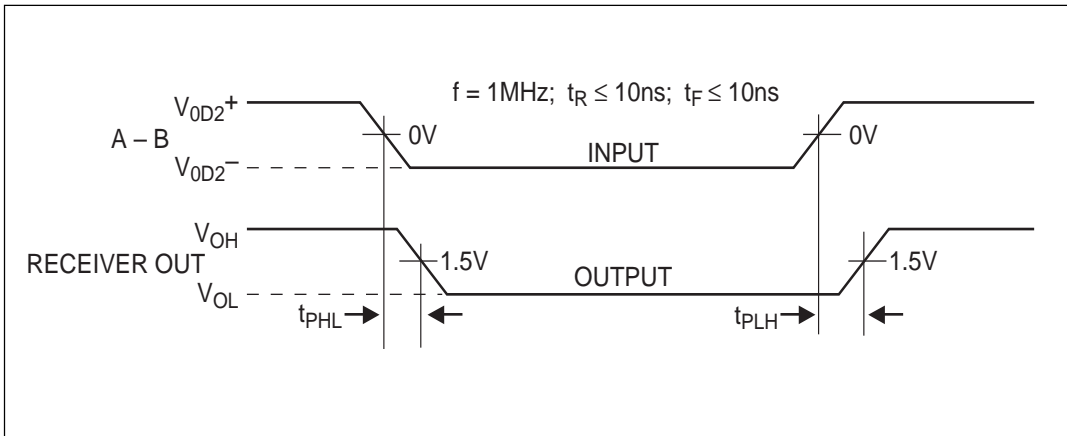 f = 1MHz; tR ≤ 10ns; tF ≤ 10ns
V0D2+
A – B
0V
0V
INPUT
V0D2–
VOH
RECEIVER OUT
1.5V
1.5V
OUTPUT
VOL
tPHL
tPLH